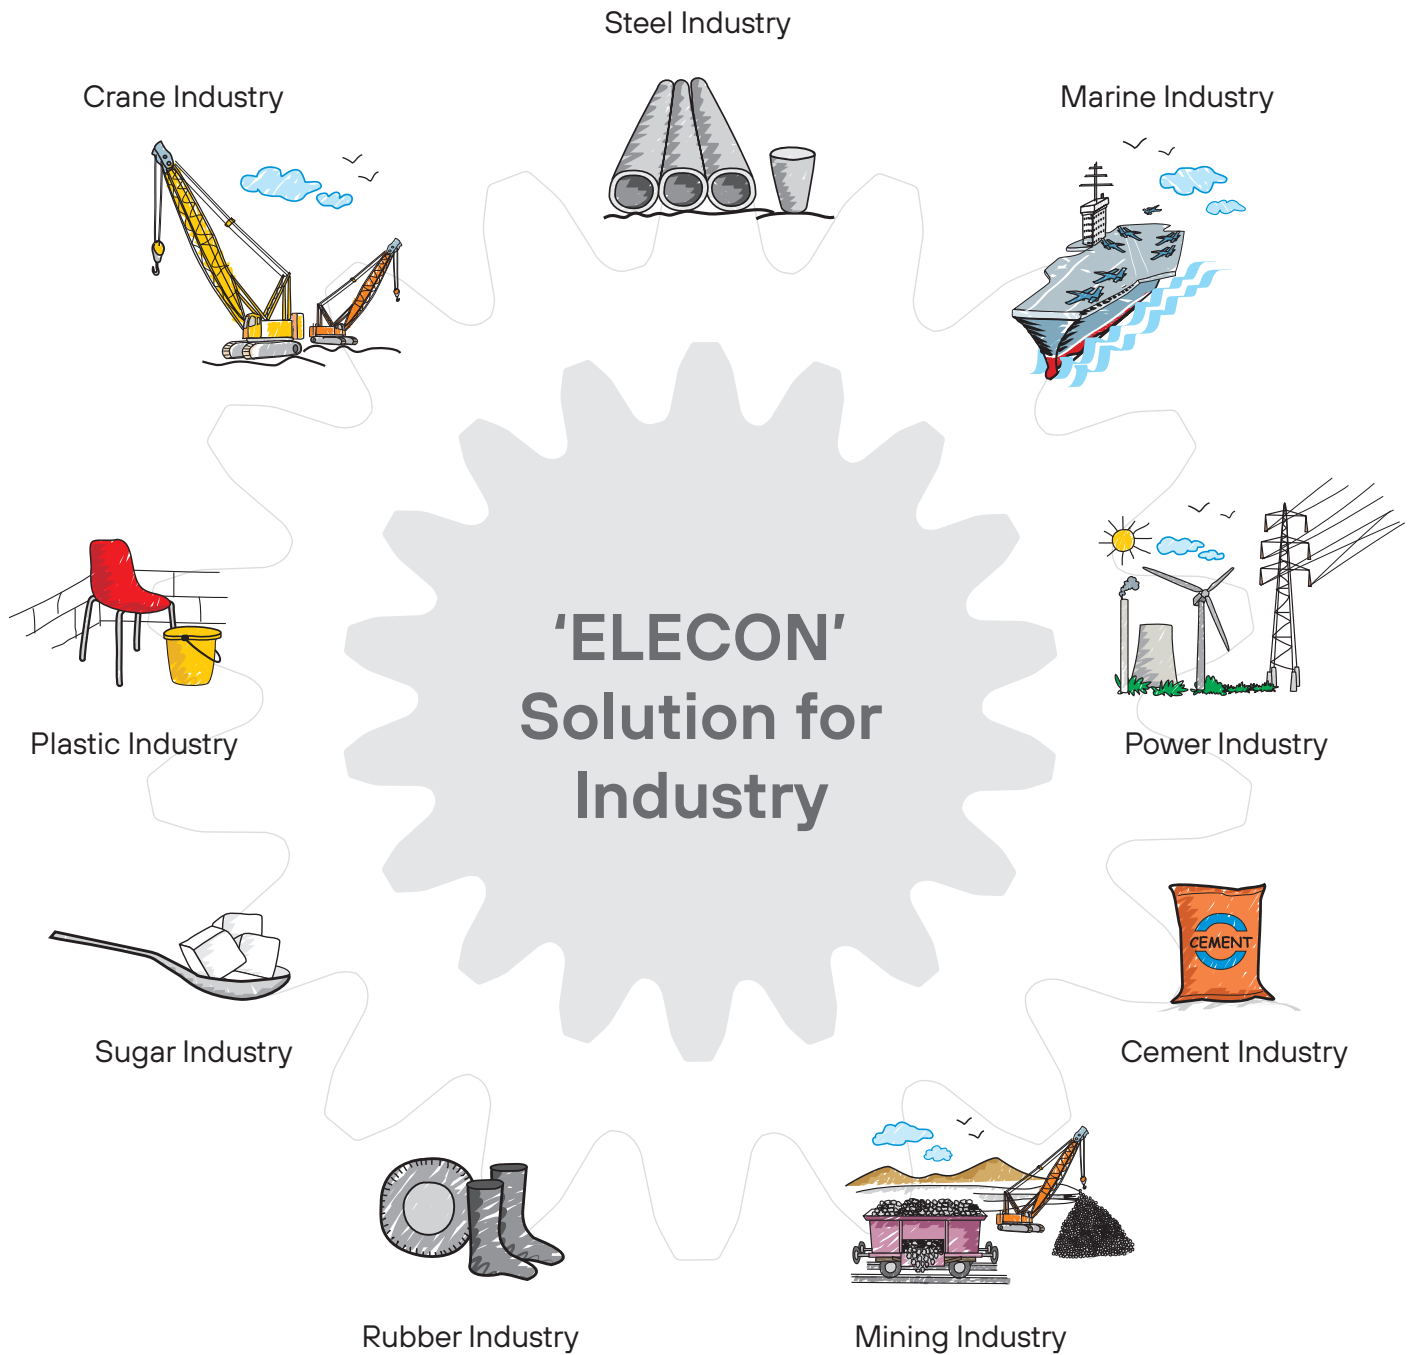 Steel Industry
Crane Industry
Marine Industry
‘ELECON’
Solution for
Industry
Plastic Industry
Power Industry
CEMENT
Sugar Industry
Cement Industry
Rubber Industry
Mining Industry